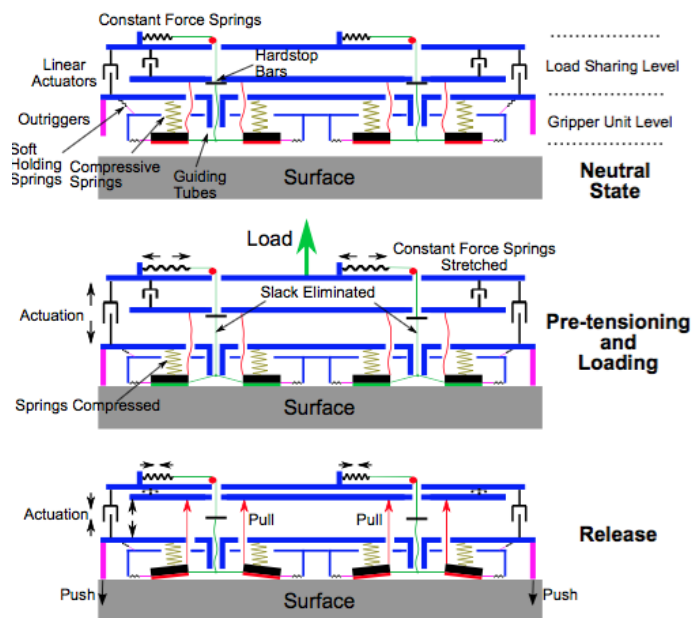 Constant Force Springs
Linear
Actuators
Hardstop
Bars
Load Sharing Level
Outriggers
Gripper Unit Level
Soft
Holding
Springs
Compressive
Springs
Guiding
Tubes
Surface
Neutral
State
Load
Constant Force Springs
Stretched
Slack Eliminated
Actuation
Pre-tensioning
and
Loading
Springs Compressed
Surface
Actuation
Pull
Pull
Release
Push
Surface
Push